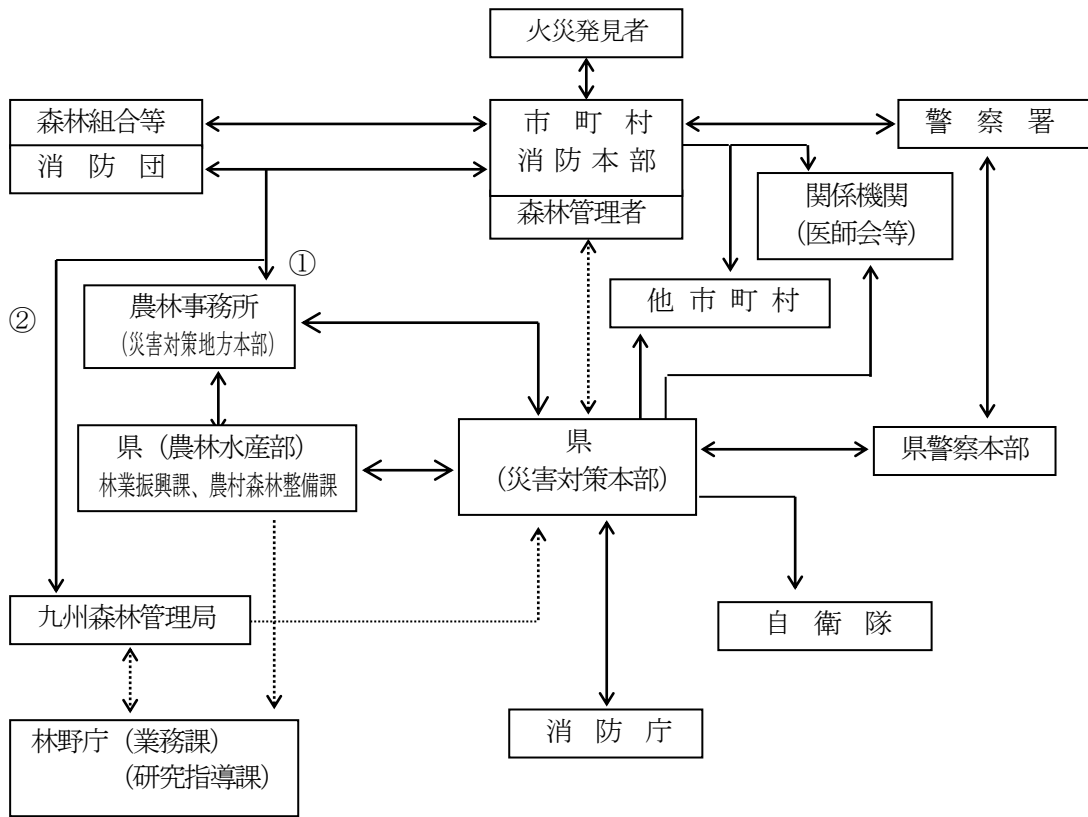 火災発見者
森林組合等
消防団
市町村
消防本部
森林管理者
警察署
関係機関
(医師会等)
①
②
農林事務所
(災害対策地方本部)
他市町村
県(農林水産部)
林業振興課、農村森林整備課
県
(災害対策本部)
県警察本部
九州森林管理局
自衛隊
林野庁(業務課)
(研究指導課)
消防庁